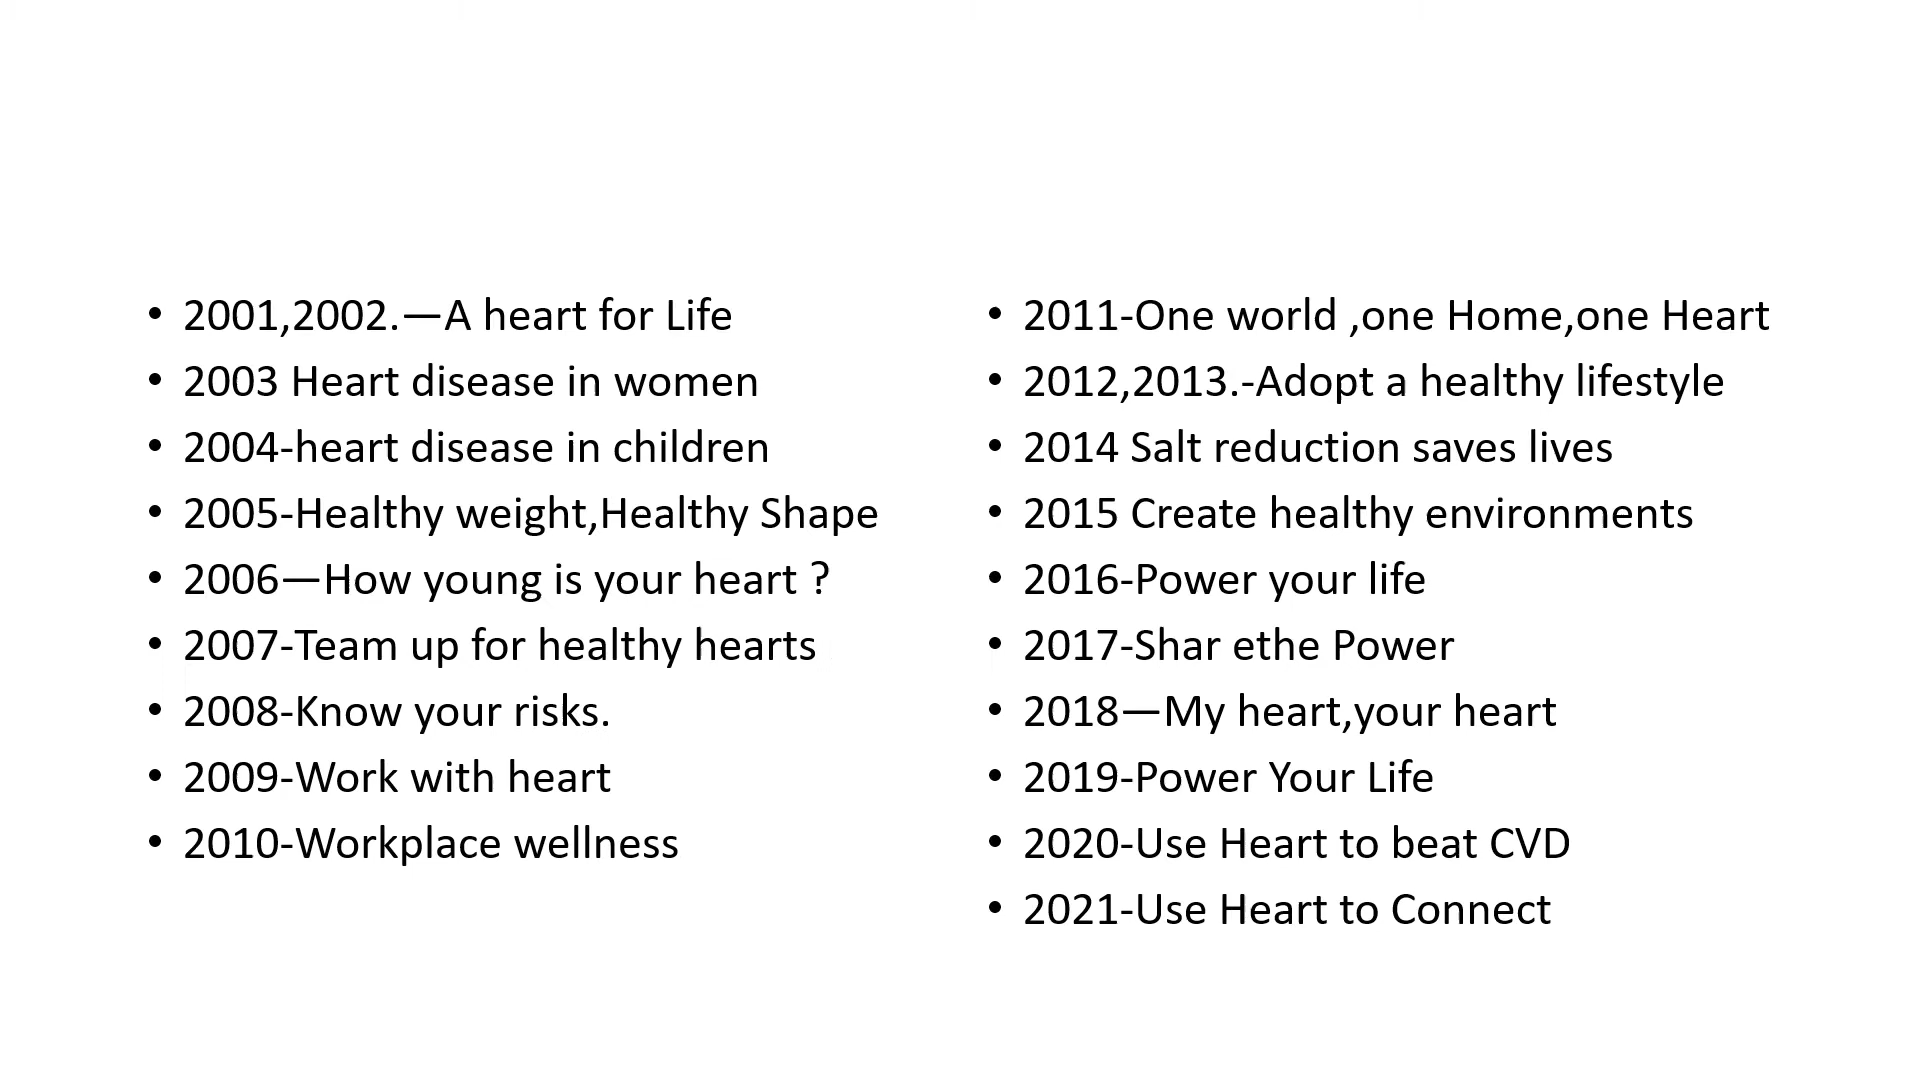 • 2001,2002.—A heart for Life
• 2003 Heart disease in women
• 2004-heart disease in children
• 2005-Healthy weight,Healthy Shape
• 2006—How young is your heart ?
• 2007-Team up for healthy hearts
• 2008-Know your risks.
• 2009-Work with heart
• 2010-Workplace wellness
• 2011-One world ,one Home,one Heart
• 2012,2013.-Adopt a healthy lifestyle
• 2014 Salt reduction saves lives
• 2015 Create healthy environments
• 2016-Power your life
• 2017-Shar ethe Power
• 2018—My heart,your heart
• 2019-Power Your Life
• 2020-Use Heart to beat CVD
• 2021-Use Heart to Connect